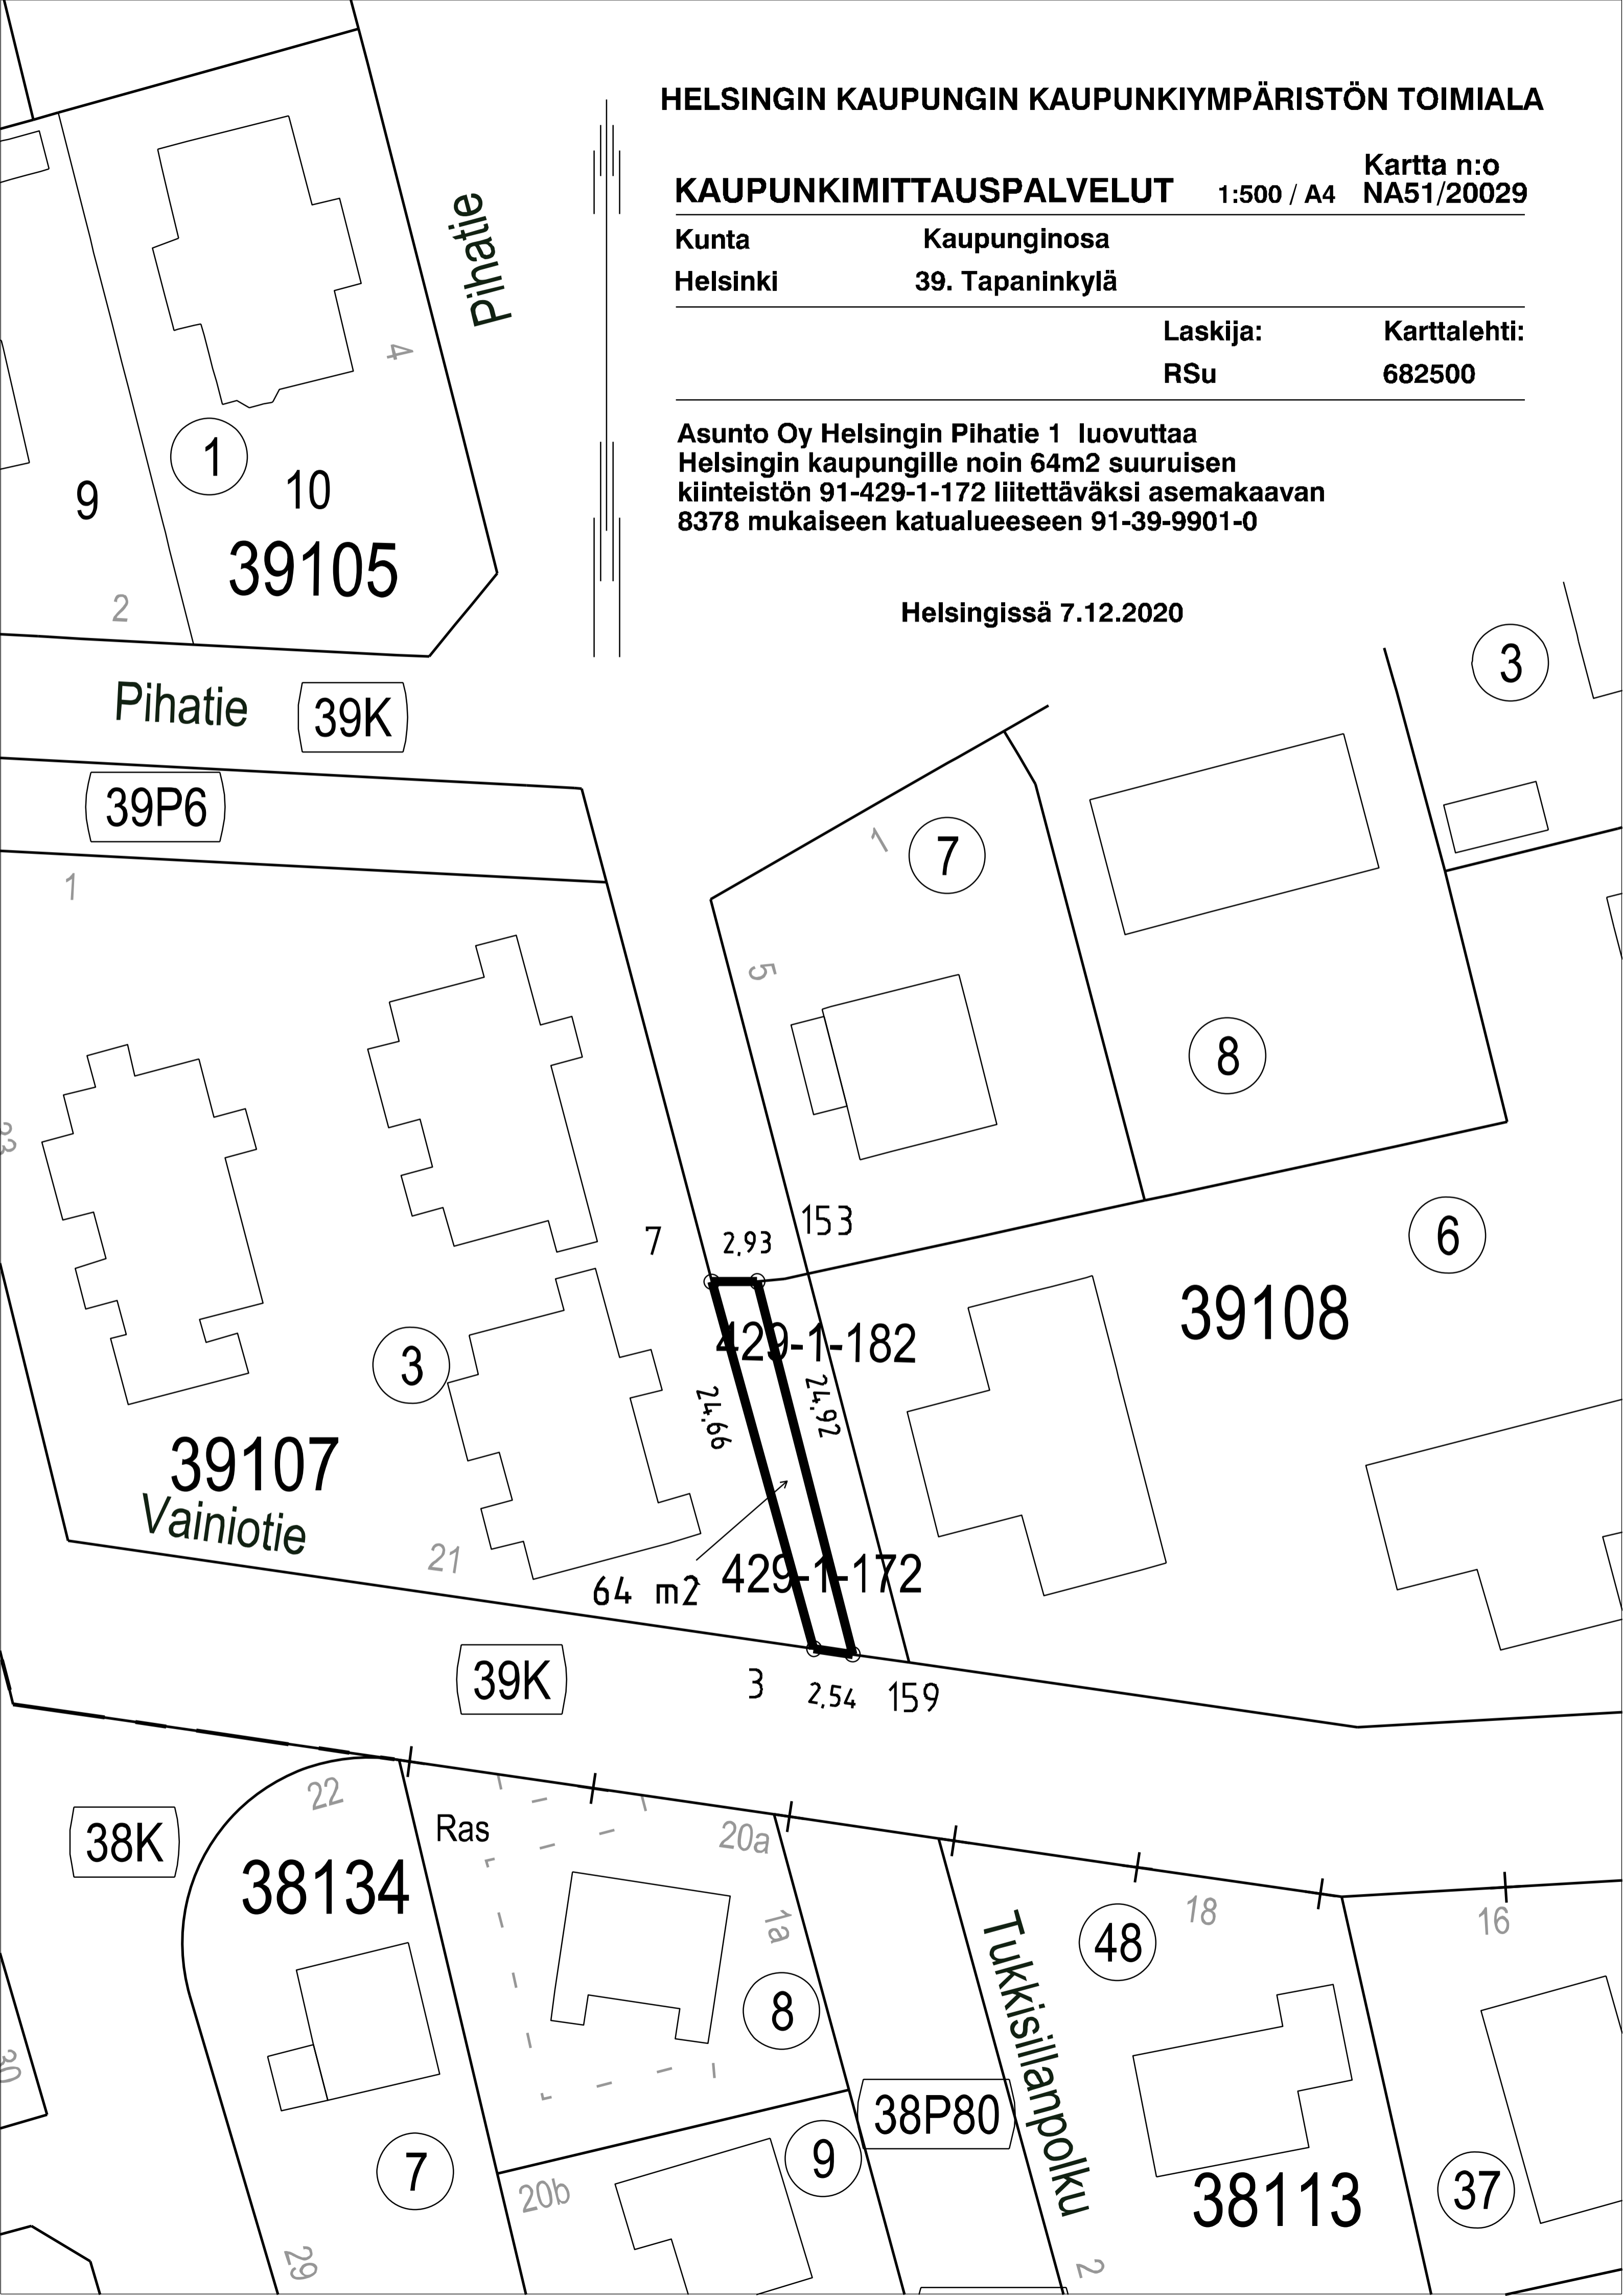 HELSINGIN KAUPUNGIN KAUPUNKIYMPÄRISTÖN TOIMIALA
Kartta n:o
KAUPUNKIMITTAUSPALVELUT 1:500 / A4 NA51/20029
Kunta Kaupunginosa
Helsinki 39. Tapaninkylä
Laskija: Karttalehti:
RSu 682500
Asunto Oy Helsingin Pihatie 1 luovuttaa
Helsingin kaupungille noin 64m2 suuruisen
kiinteistön 91-429-1-172 liitettäväksi asemakaavan
8378 mukaiseen katualueeseen 91-39-9901-0
Helsingissä 7.12.2020
Pihatie
4
1
9
10
39105
2
3
Pihatie
39K
39P6
1
1
7
5
8
23
153
7
2,93
6
39108
429-1-182
3
24,66
24,92
39107
Vainiotie
21
64 m2
429-1-172
39K
3
2,54
159
22
38K
Ras
20a
38134
1a
18
16
48
8
Tukkisillanpolku
30
38P80
9
7
37
20b
38113
29
2